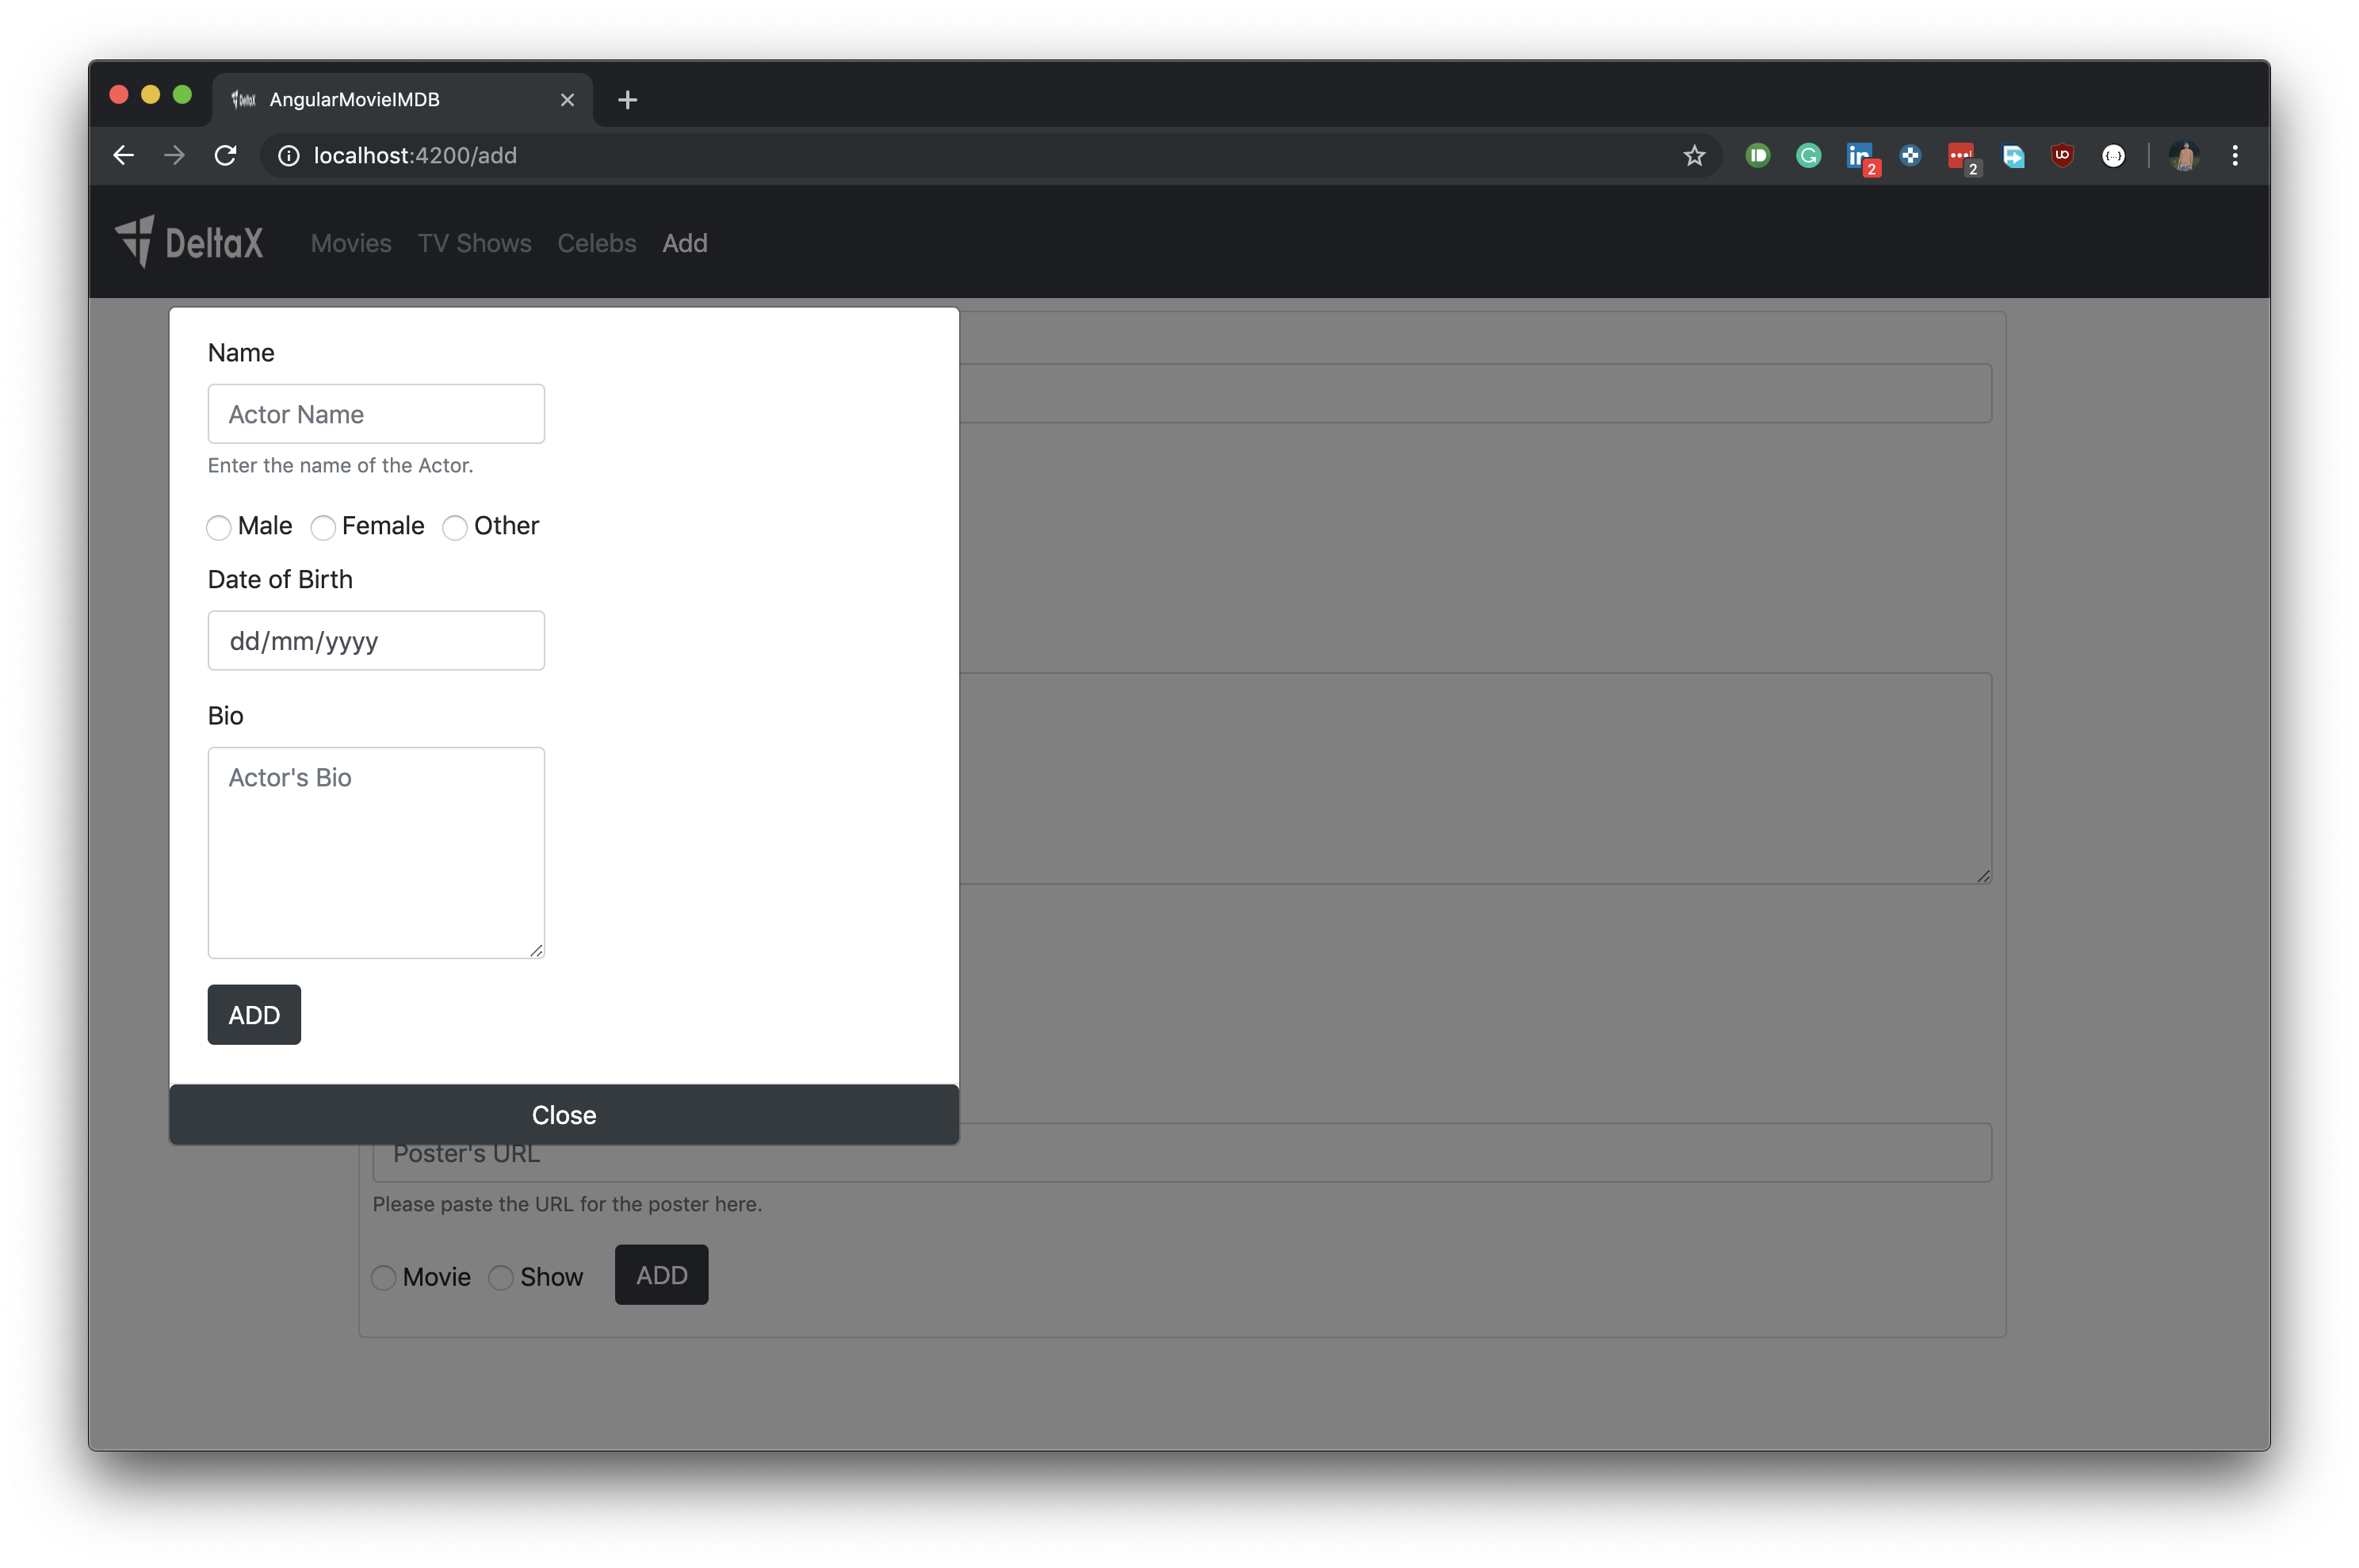 AngularMovieIMDB
localhost:4200/add
2
2
DeltaX Movies TV Shows Celebs Add
Name
Actor Name
Enter the name of the Actor.
Male Female Other
Date of Birth
dd/mm/yyyy
Bio
Actor's Bio
ADD
Close
Poster's URL
Please paste the URL for the poster here.
Movie Show ADD